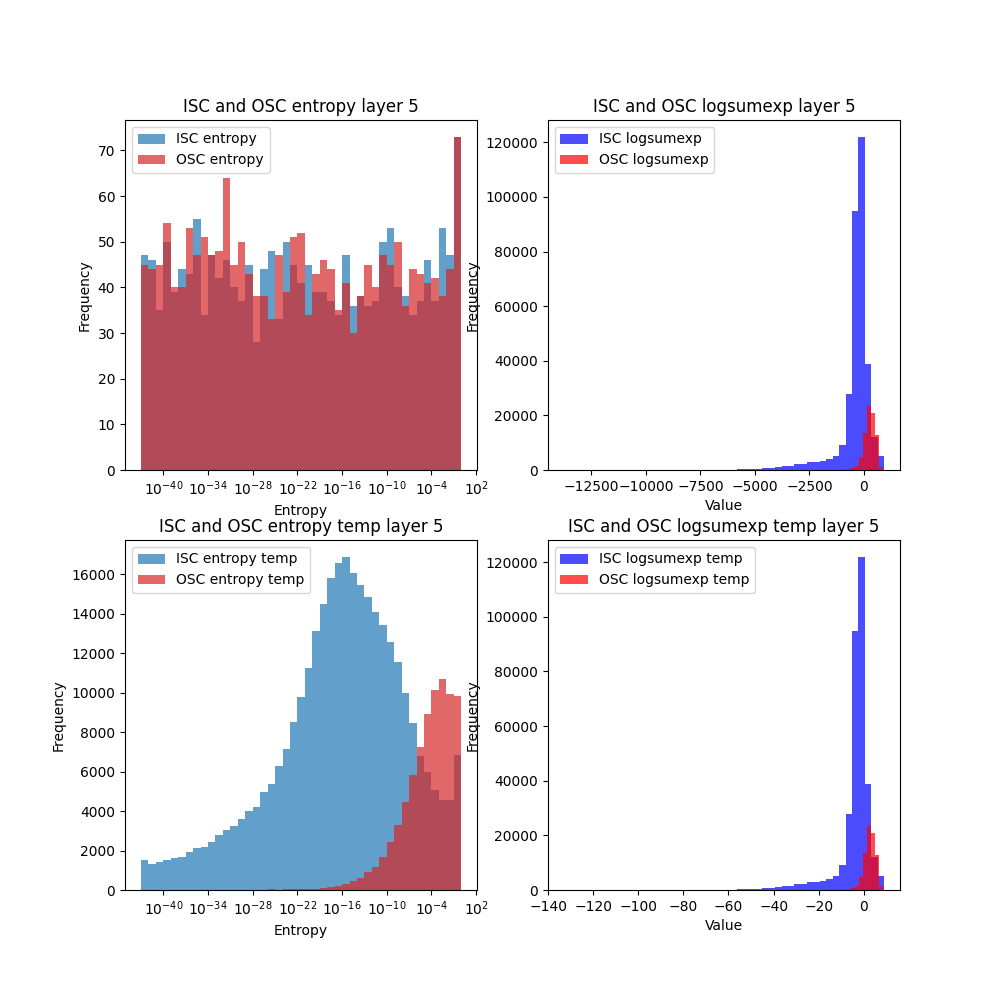 ISC and OSC entropy layer 5
ISC entropy
OSC entropy
70
60
50
40
30
20
10
0
Frequency
10⁻⁴⁰ 10⁻³⁴ 10⁻²⁸ 10⁻²² 10⁻¹⁶ 10⁻¹⁰ 10⁻⁴ 10²
Entropy
ISC and OSC logsumexp layer 5
ISC logsumexp
OSC logsumexp
120000
100000
80000
60000
40000
20000
0
Frequency
−12500 −10000 −7500 −5000 −2500 0
Value
ISC and OSC entropy temp layer 5
ISC entropy temp
OSC entropy temp
16000
14000
12000
10000
8000
6000
4000
2000
0
Frequency
10⁻⁴⁰ 10⁻³⁴ 10⁻²⁸ 10⁻²² 10⁻¹⁶ 10⁻¹⁰ 10⁻⁴ 10²
Entropy
ISC and OSC logsumexp temp layer 5
ISC logsumexp temp
OSC logsumexp temp
120000
100000
80000
60000
40000
20000
0
Frequency
−140 −120 −100 −80 −60 −40 −20 0
Value